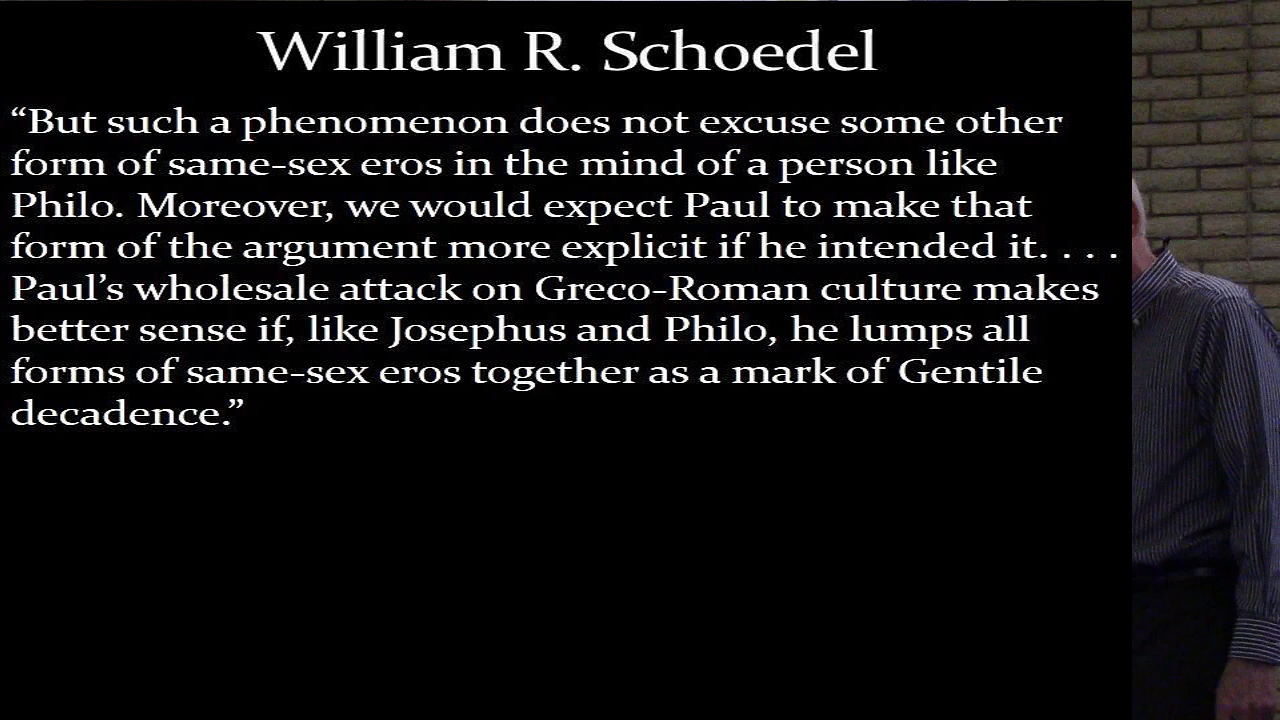 William R. Schoedel
“But such a phenomenon does not excuse some other
form of same-sex eros in the mind of a person like
Philo. Moreover, we would expect Paul to make that
form of the argument more explicit if he intended it. . . .
Paul’s wholesale attack on Greco-Roman culture makes
better sense if, like Josephus and Philo, he lumps all
forms of same-sex eros together as a mark of Gentile
decadence.”